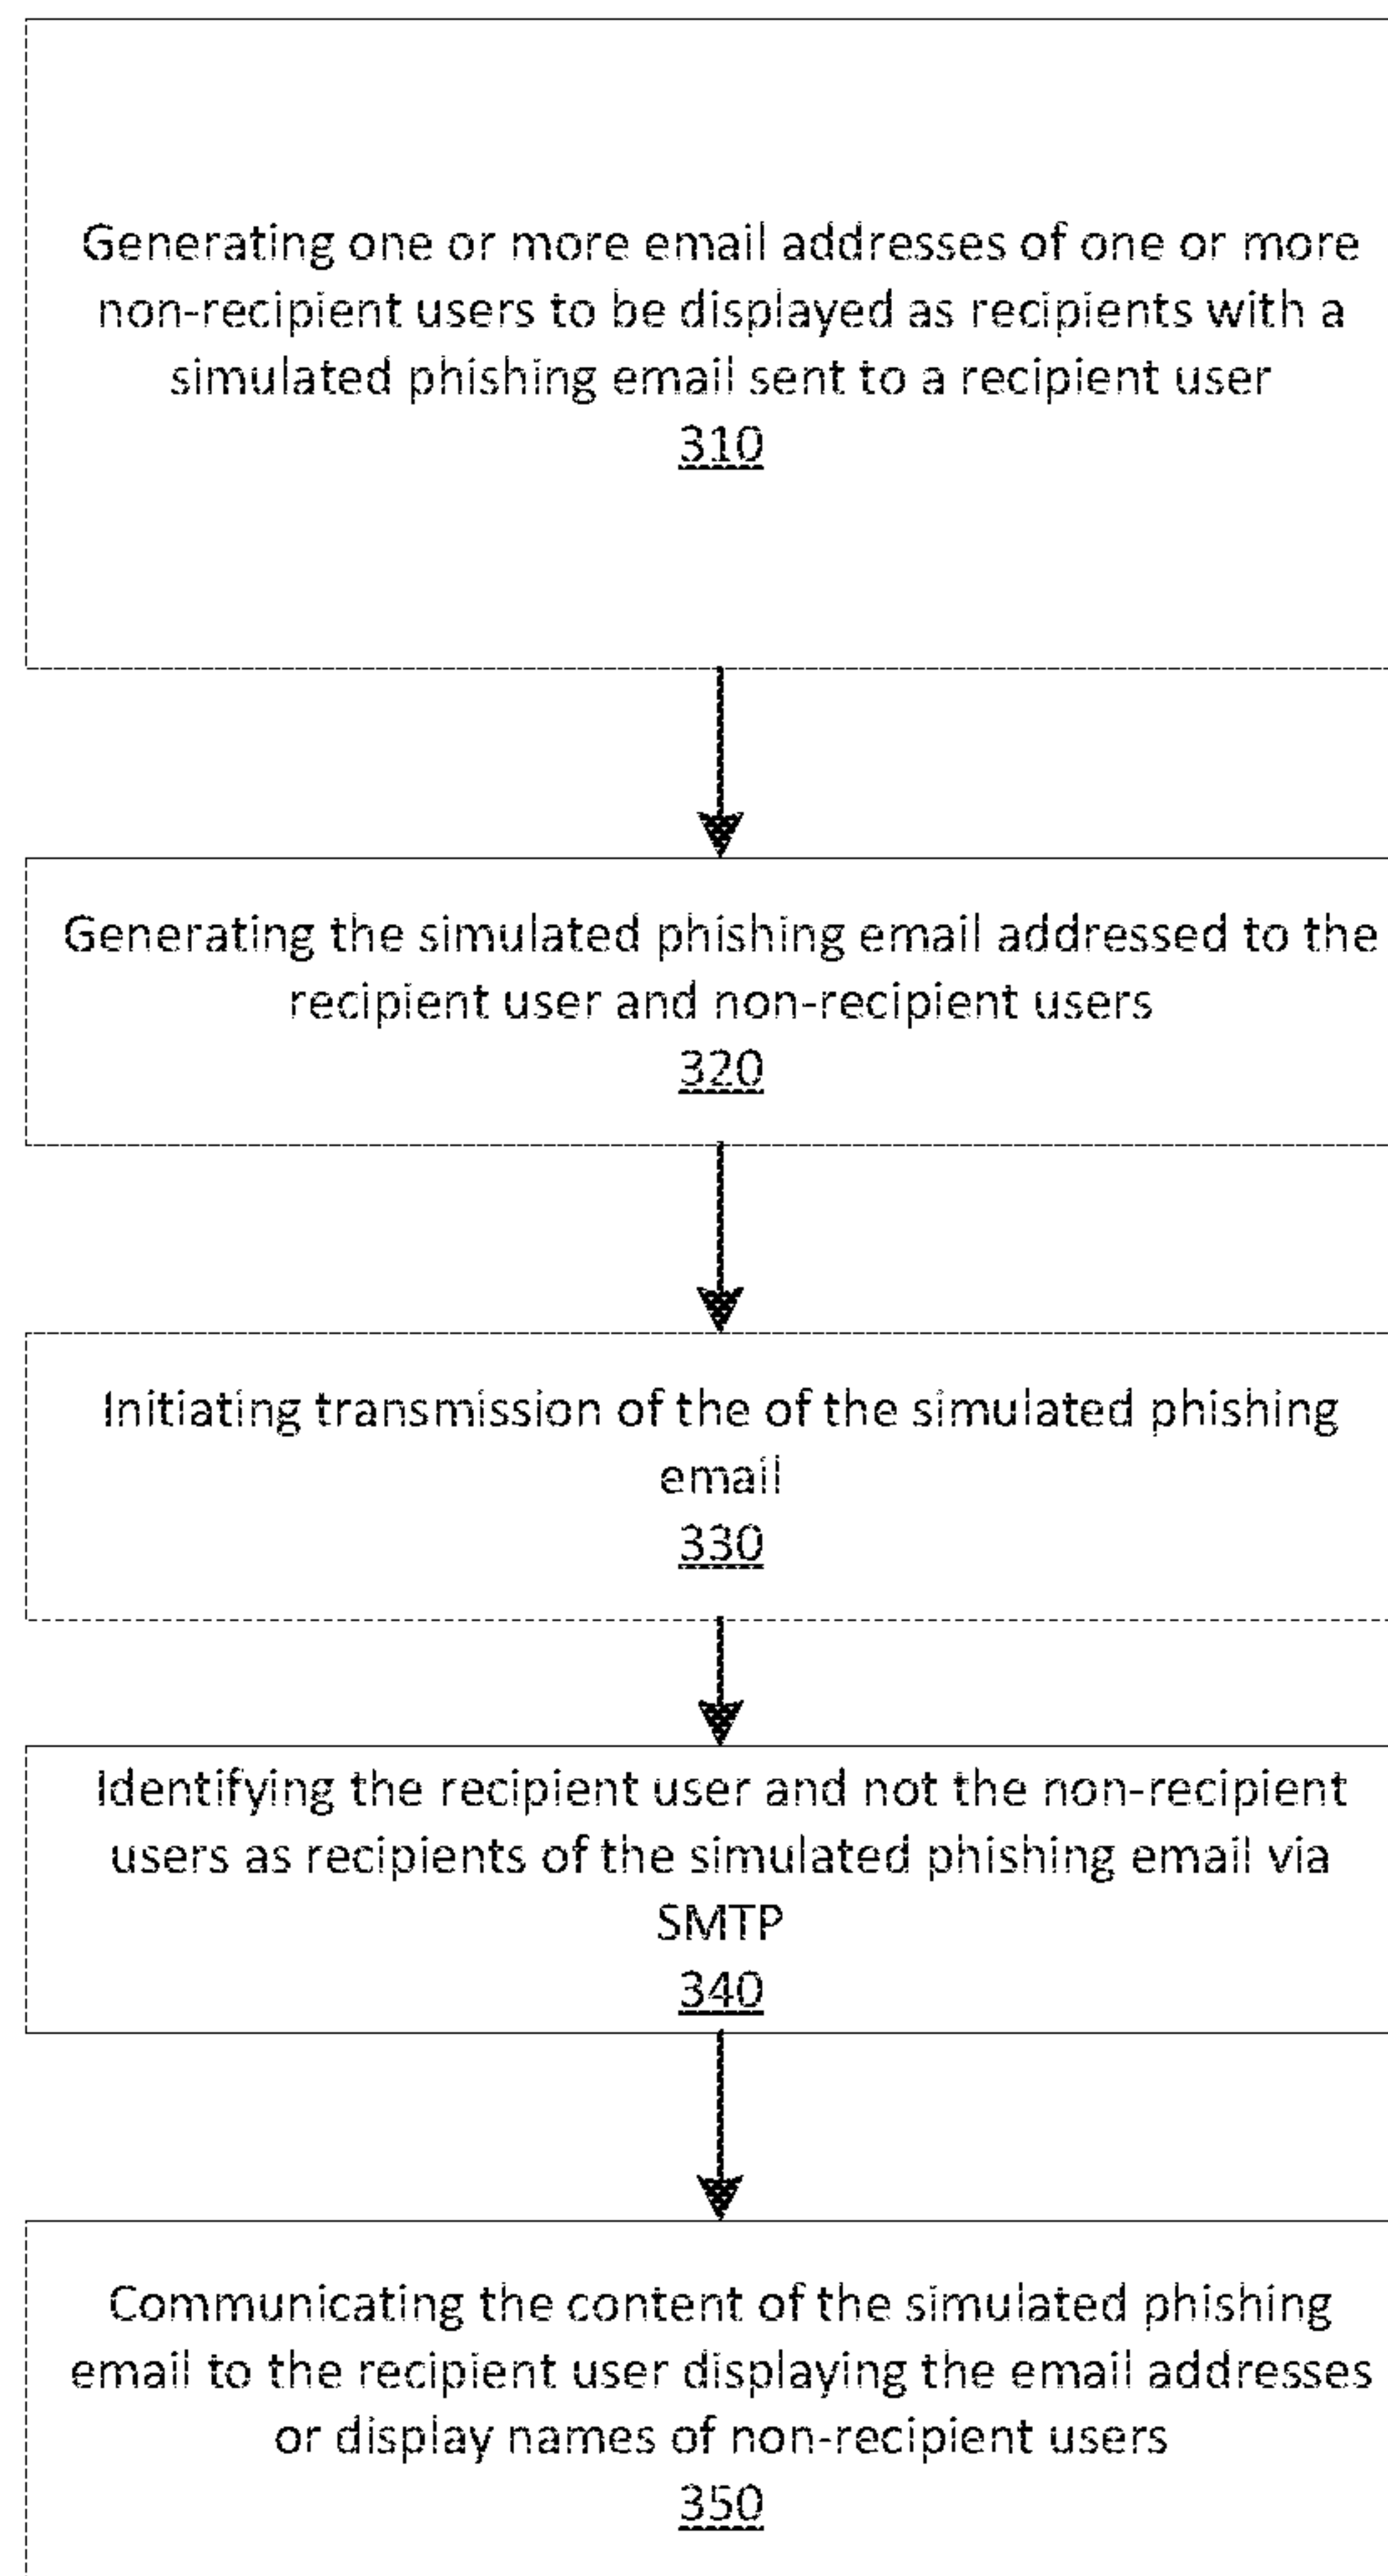 Generating one or more email addresses of one or more
non-recipient users to be displayed as recipients with a
simulated phishing email sent to a recipient user
310
Generating the simulated phishing email addressed to the
recipient user and non-recipient users
320
Initiating transmission of the of the simulated phishing
email
330
Identifying the recipient user and not the non-recipient
users as recipients of the simulated phishing email via
SMTP
340
Communicating the content of the simulated phishing
email to the recipient user displaying the email addresses
or display names of non-recipient users
350